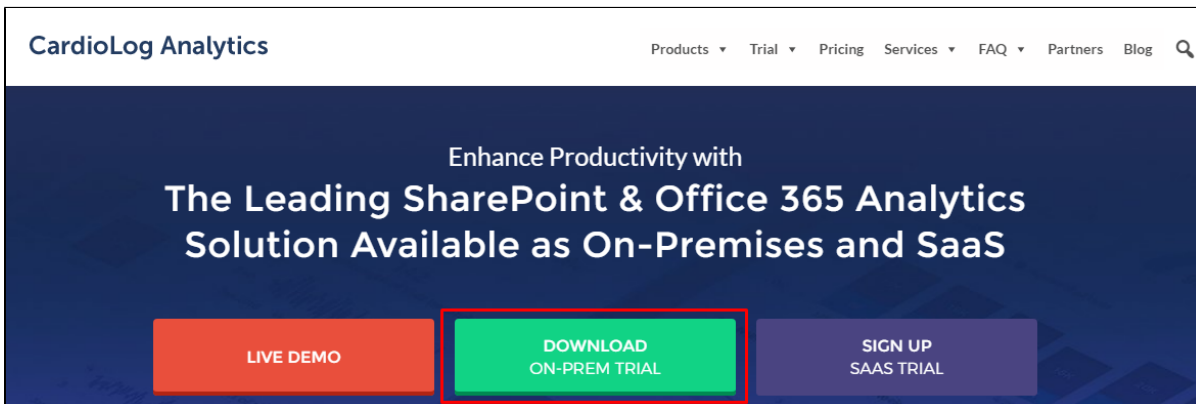 CardioLog Analytics
Products ▾ Trial ▾ Pricing Services ▾ FAQ ▾ Partners Blog
Enhance Productivity with
The Leading SharePoint & Office 365 Analytics
Solution Available as On-Premises and SaaS
LIVE DEMO
DOWNLOAD
ON-PREM TRIAL
SIGN UP
SAAS TRIAL